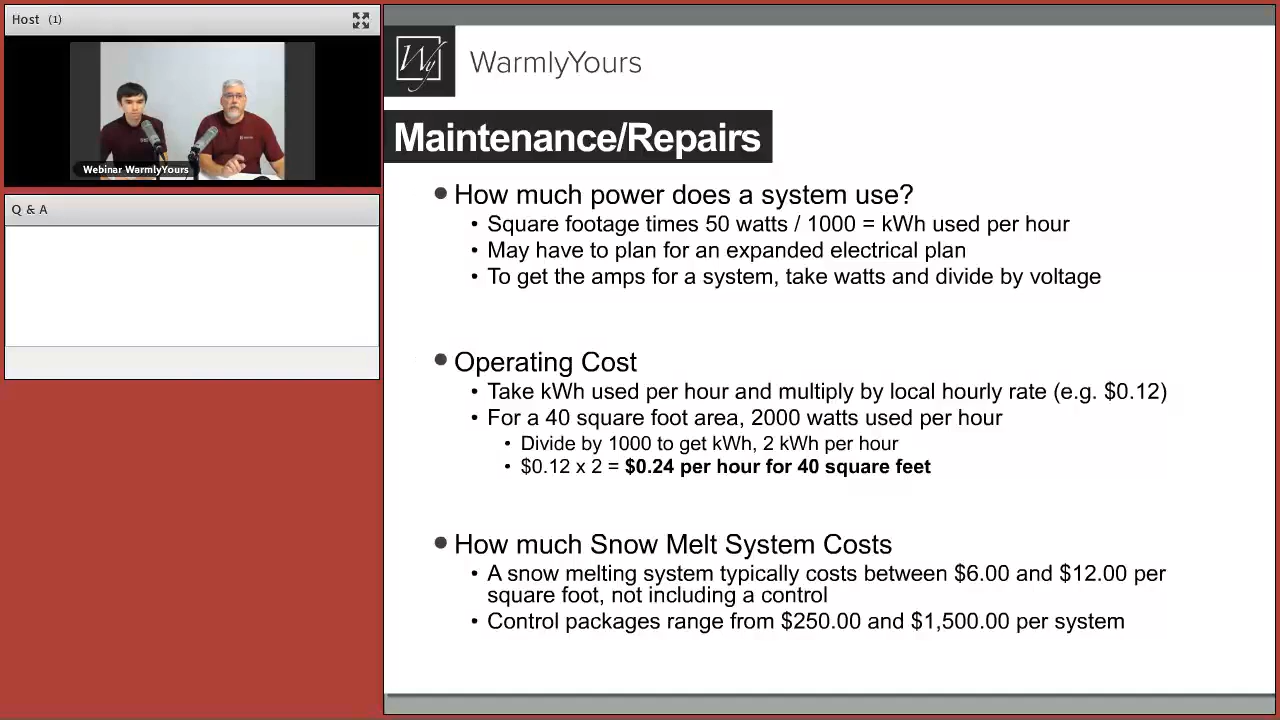 Host (1)
Webinar WarmlyYours
Q & A
Wy
WarmlyYours
Maintenance/Repairs
• How much power does a system use?
• Square footage times 50 watts / 1000 = kWh used per hour
• May have to plan for an expanded electrical plan
• To get the amps for a system, take watts and divide by voltage
• Operating Cost
• Take kWh used per hour and multiply by local hourly rate (e.g. $0.12)
• For a 40 square foot area, 2000 watts used per hour
• Divide by 1000 to get kWh, 2 kWh per hour
• $0.12 x 2 = $0.24 per hour for 40 square feet
• How much Snow Melt System Costs
• A snow melting system typically costs between $6.00 and $12.00 per
square foot, not including a control
• Control packages range from $250.00 and $1,500.00 per system